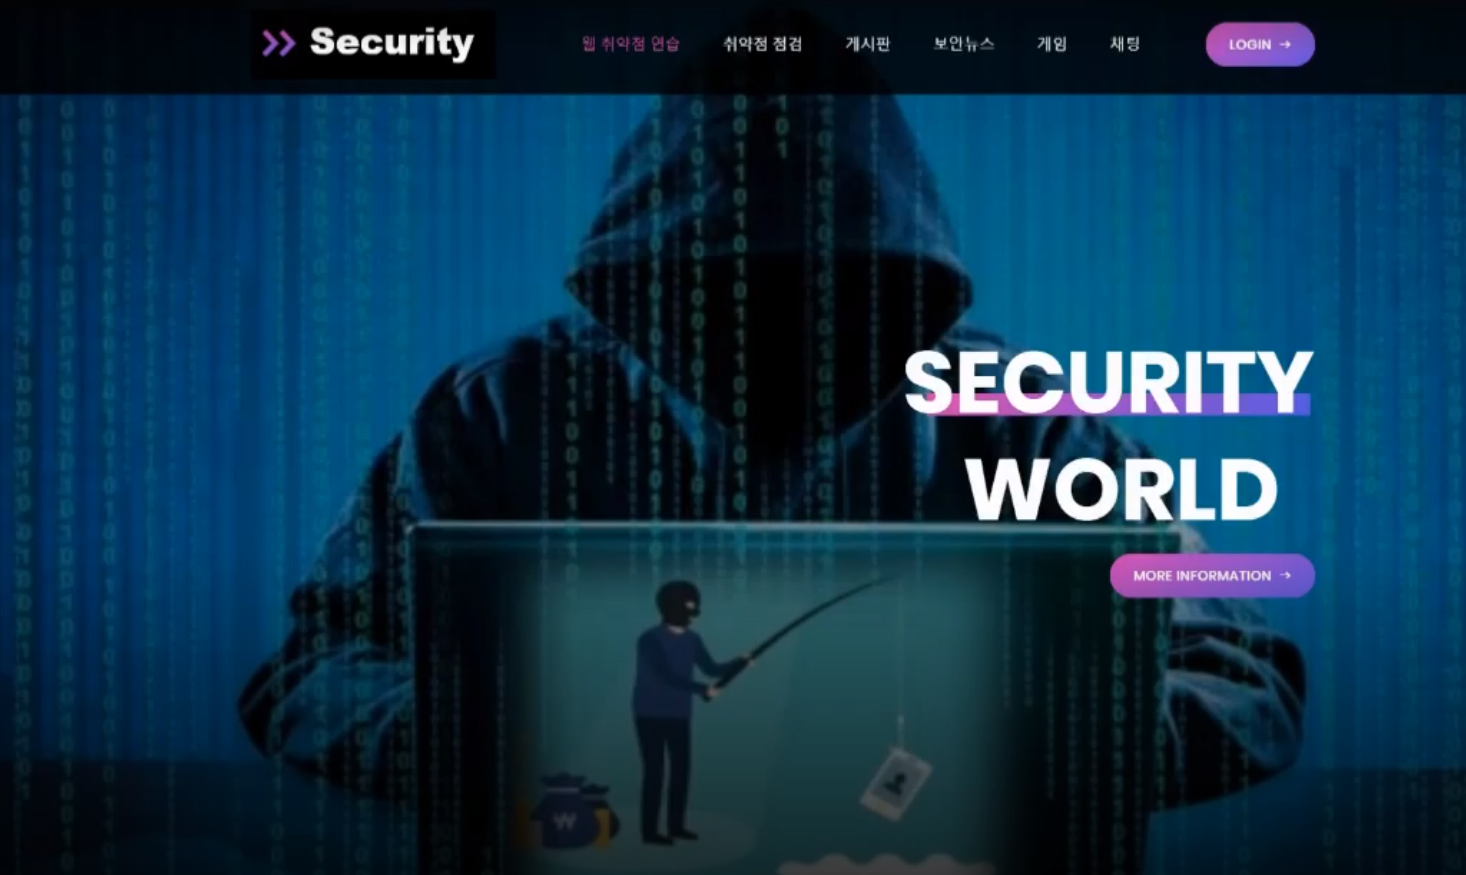 Security
웹 취약점 연습
취약점 점검
게시판
보안뉴스
게임
채팅
LOGIN →
SECURITY
WORLD
MORE INFORMATION →
W